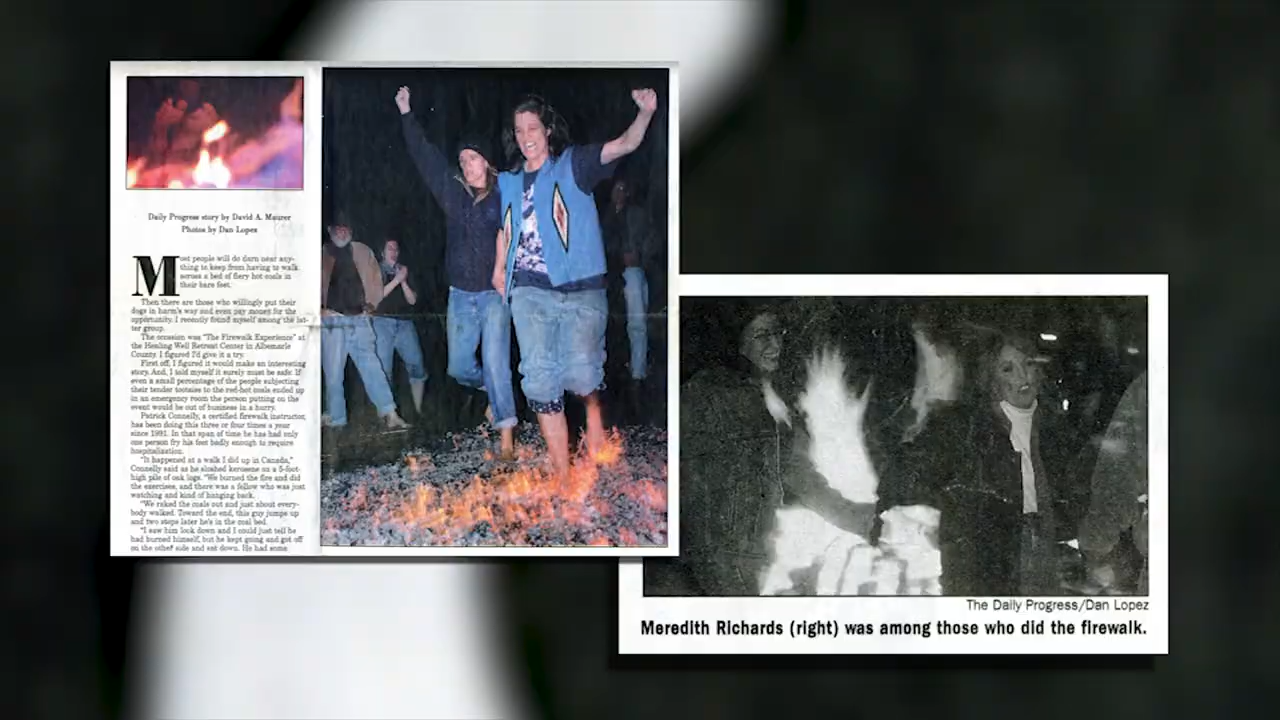 Daily Progress story by David A. Maurer
Photos by Dan Lopez
Most people will do darn near any-
thing to keep from having to walk
across a bed of fiery hot coals in
their bare feet.
Then there are those who willingly put their
dogs in harm's way and even pay money for the
opportunity. I recently found myself among the lat-
ter group.
The occasion was "The Firewalk Experience" at
the Healing Well Retreat Center in Albemarle
County. I figured I'd give it a try.
First off, I figured it would make an interesting
story. And, I told myself it surely must be safe. If
even a small percentage of the people subjecting
their tender tootsies to the red-hot coals ended up
in an emergency room the person putting on the
event would be out of business in a hurry.
Patrick Connelly, a certified firewalk instructor,
has been doing this three or four times a year
since 1991. In that span of time he has had only
one person fry his feet badly enough to require
hospitalization.
"It happened at a walk I did up in Canada,"
Connelly said as he sloshed kerosene on a 5-foot-
high pile of oak logs. "We burned the fire and did
the exercises, and there was a fellow who was just
watching and kind of hanging back.
"We raked the coals out and just about every-
body walked. Toward the end, this guy jumps up
and two steps later he's in the coal bed.
"I saw him look down and I could just tell he
had burned himself, but he kept going and got off
on the other side and sat down. He had some
The Daily Progress/Dan Lopez
Meredith Richards (right) was among those who did the firewalk.